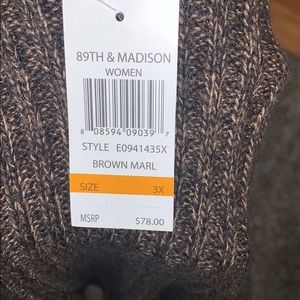 89TH & MADISON
WOMEN
8 08594 09039 7
STYLE E0941435X
BROWN MARL
SIZE 3X
MSRP $78.00